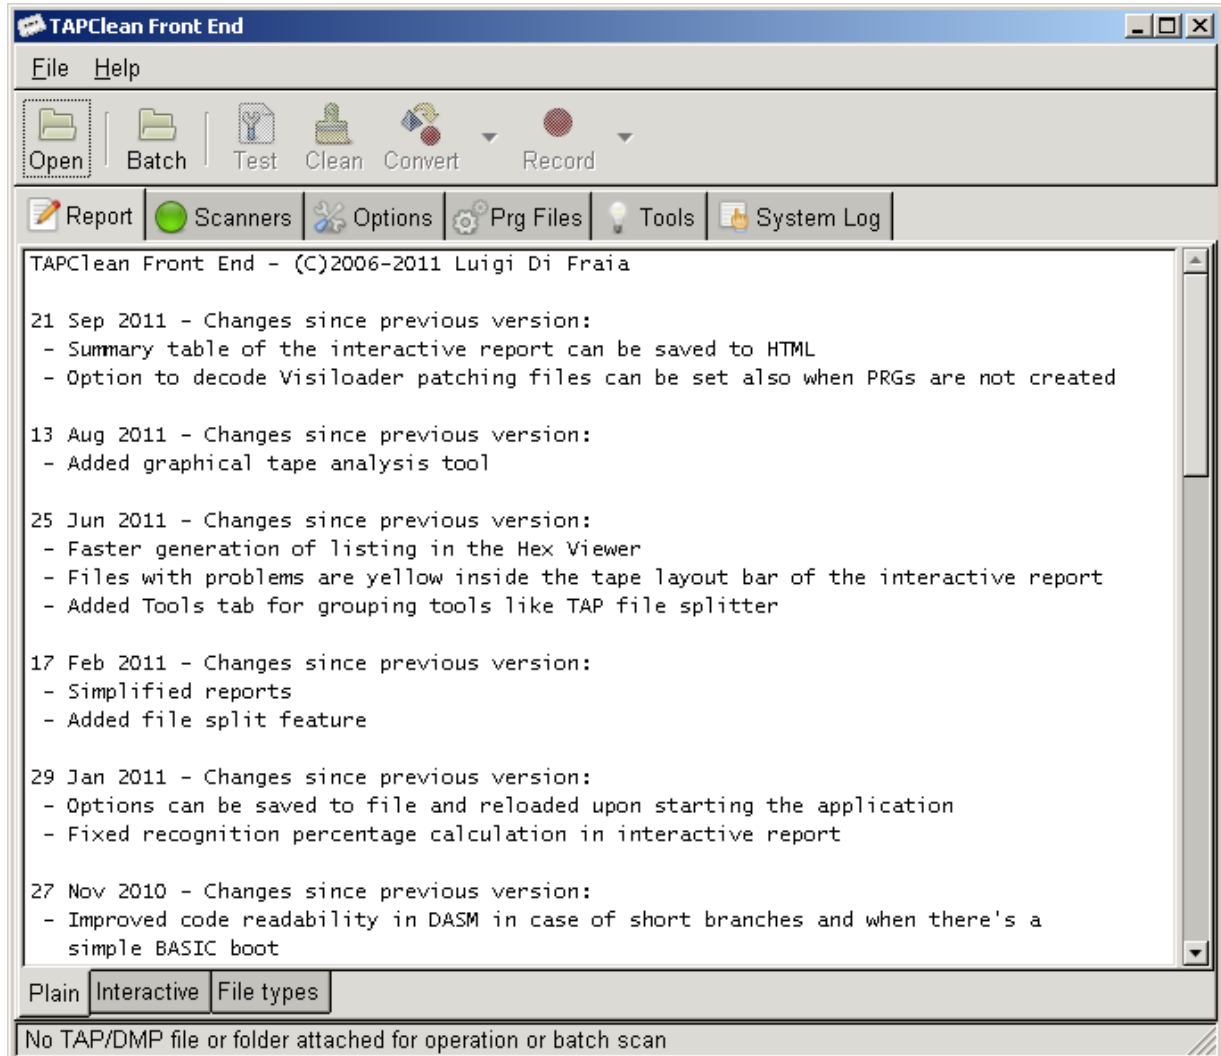 TAPClean Front End
File Help
Open Batch Test Clean Convert Record
Report Scanners Options Prg Files Tools System Log
TAPClean Front End - (C)2006-2011 Luigi Di Fraia
21 Sep 2011 - Changes since previous version:
- Summary table of the interactive report can be saved to HTML
- Option to decode Visiloader patching files can be set also when PRGs are not created
13 Aug 2011 - Changes since previous version:
- Added graphical tape analysis tool
25 Jun 2011 - Changes since previous version:
- Faster generation of listing in the Hex Viewer
- Files with problems are yellow inside the tape layout bar of the interactive report
- Added Tools tab for grouping tools like TAP file splitter
17 Feb 2011 - Changes since previous version:
- Simplified reports
- Added file split feature
29 Jan 2011 - Changes since previous version:
- Options can be saved to file and reloaded upon starting the application
- Fixed recognition percentage calculation in interactive report
27 Nov 2010 - Changes since previous version:
- Improved code readability in DASM in case of short branches and when there's a
simple BASIC boot
Plain Interactive File types
No TAP/DMP file or folder attached for operation or batch scan